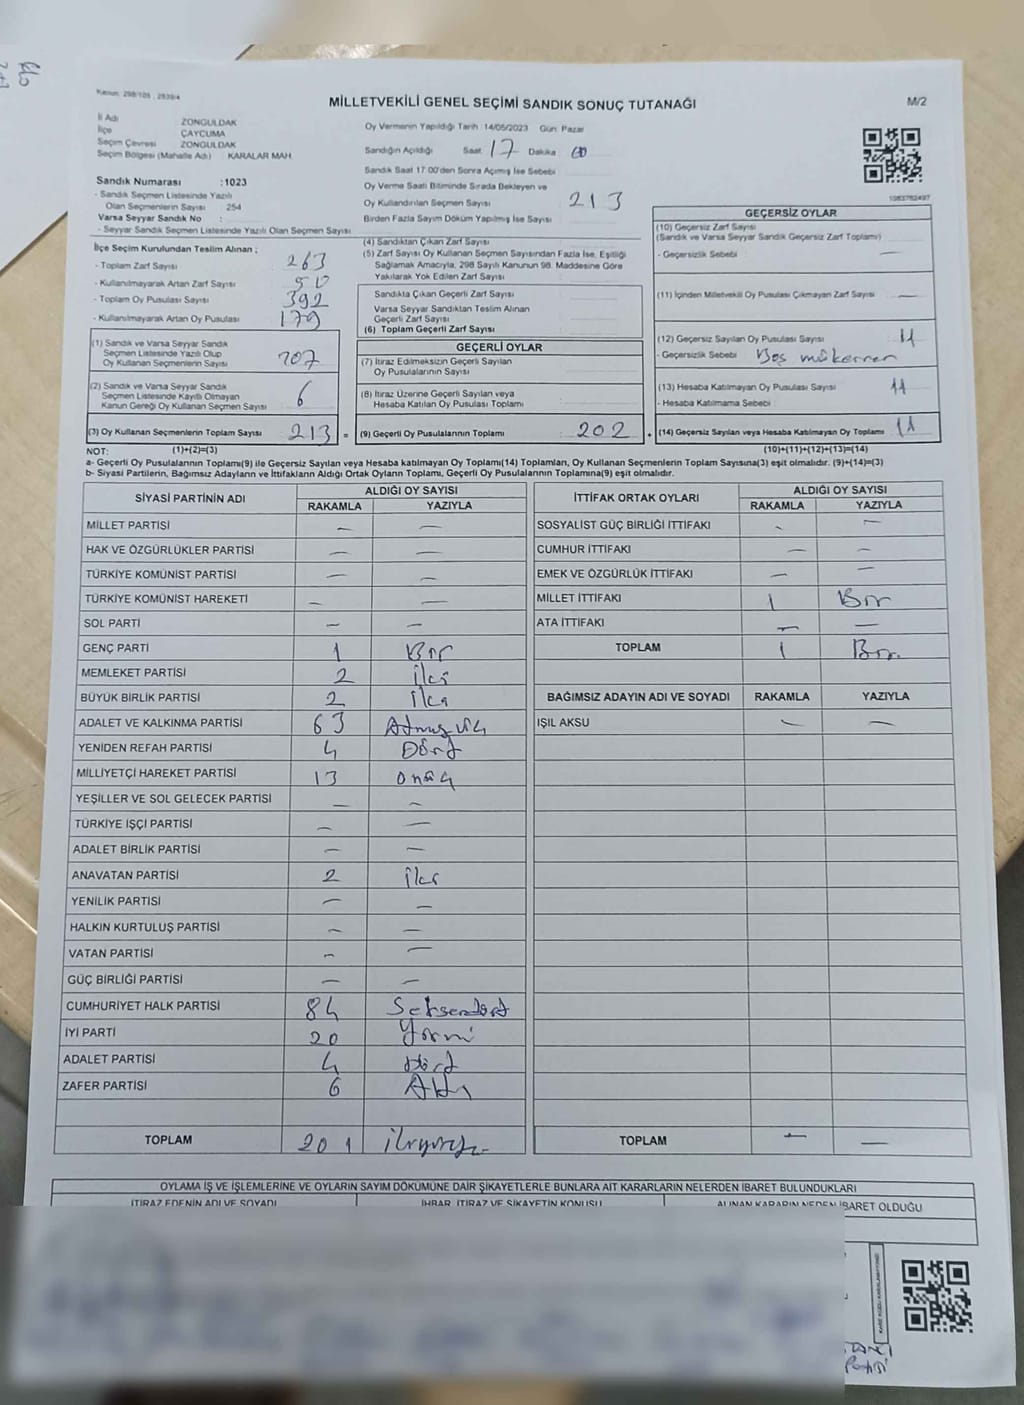 Kanun: 298/105 , 2839/4
MİLLETVEKİLİ GENEL SEÇİMİ SANDIK SONUÇ TUTANAĞI
M/2
İl Adı ZONGULDAK
İlçe ÇAYCUMA
Seçim Çevresi ZONGULDAK
Seçim Bölgesi (Mahalle Adı) KARALAR MAH.
Sandık Numarası :1023
- Sandık Seçmen Listesinde Yazılı
Olan Seçmenlerin Sayısı 254
Varsa Seyyar Sandık No :
- Seyyar Sandık Seçmen Listesinde Yazılı Olan Seçmen Sayısı
Oy Vermenin Yapıldığı Tarih :14/05/2023 Gün: Pazar
Sandığın Açıldığı Saat 17 Dakika 00
Sandık Saat 17:00'den Sonra Açılmış İse Sebebi
Oy Verme Saati Bitiminde Sırada Bekleyen ve
Oy Kullandırılan Seçmen Sayısı 213
Birden Fazla Sayım Döküm Yapılmış İse Sayısı
1083762497
İlçe Seçim Kurulundan Teslim Alınan ;
- Toplam Zarf Sayısı 263
- Kullanılmayarak Artan Zarf Sayısı 50
- Toplam Oy Pusulası Sayısı 392
- Kullanılmayarak Artan Oy Pusulası 179
(1) Sandık ve Varsa Seyyar Sandık
Seçmen Listesinde Yazılı Olup
Oy Kullanan Seçmenlerin Sayısı 207
(2) Sandık ve Varsa Seyyar Sandık
Seçmen Listesinde Kayıtlı Olmayan
Kanun Gereği Oy Kullanan Seçmen Sayısı 6
(3) Oy Kullanan Seçmenlerin Toplam Sayısı 213 =
(4) Sandıktan Çıkan Zarf Sayısı
(5) Zarf Sayısı Oy Kullanan Seçmen Sayısından Fazla İse, Eşitliği
Sağlamak Amacıyla, 298 Sayılı Kanunun 98. Maddesine Göre
Yakılarak Yok Edilen Zarf Sayısı
Sandıkta Çıkan Geçerli Zarf Sayısı
Varsa Seyyar Sandıktan Teslim Alınan
Geçerli Zarf Sayısı
(6) Toplam Geçerli Zarf Sayısı
GEÇERLİ OYLAR
(7) İtiraz Edilmeksizin Geçerli Sayılan
Oy Pusulalarının Sayısı
(8) İtiraz Üzerine Geçerli Sayılan veya
Hesaba Katılan Oy Pusulası Toplamı
(9) Geçerli Oy Pusulalarının Toplamı : 202 +
GEÇERSİZ OYLAR
(10) Geçersiz Zarf Sayısı
(Sandık ve Varsa Seyyar Sandık Geçersiz Zarf Toplamı)
- Geçersizlik Sebebi : —
(11) İçinden Milletvekili Oy Pusulası Çıkmayan Zarf Sayısı —
(12) Geçersiz Sayılan Oy Pusulası Sayısı 11
- Geçersizlik Sebebi : Boş mükerrer
(13) Hesaba Katılmayan Oy Pusulası Sayısı 11
- Hesaba Katılmama Sebebi
(14) Geçersiz Sayılan veya Hesaba Katılmayan Oy Toplamı 11
NOT: (1)+(2)=(3)
(10)+(11)+(12)+(13)=(14)
a- Geçerli Oy Pusulalarının Toplamı(9) ile Geçersiz Sayılan veya Hesaba katılmayan Oy Toplamı(14) Toplamları, Oy Kullanan Seçmenlerin Toplam Sayısına(3) eşit olmalıdır. (9)+(14)=(3)
b- Siyasi Partilerin, Bağımsız Adayların ve İttifakların Aldığı Ortak Oyların Toplamı, Geçerli Oy Pusulalarının Toplamına(9) eşit olmalıdır.
SİYASİ PARTİNİN ADI ALDIĞI OY SAYISI
RAKAMLA YAZIYLA
MİLLET PARTİSİ — —
HAK VE ÖZGÜRLÜKLER PARTİSİ — —
TÜRKİYE KOMÜNİST PARTİSİ — —
TÜRKİYE KOMÜNİST HAREKETİ — —
SOL PARTİ — —
GENÇ PARTİ 1 Bir
MEMLEKET PARTİSİ 2 İki
BÜYÜK BİRLİK PARTİSİ 2 İki
ADALET VE KALKINMA PARTİSİ 63 Atmış üç
YENİDEN REFAH PARTİSİ 4 Dört
MİLLİYETÇİ HAREKET PARTİSİ 13 onüç
YEŞİLLER VE SOL GELECEK PARTİSİ — —
TÜRKİYE İŞÇİ PARTİSİ — —
ADALET BİRLİK PARTİSİ — —
ANAVATAN PARTİSİ 2 İki
YENİLİK PARTİSİ — —
HALKIN KURTULUŞ PARTİSİ — —
VATAN PARTİSİ — —
GÜÇ BİRLİĞİ PARTİSİ — —
CUMHURİYET HALK PARTİSİ 84 Seksendört
İYİ PARTİ 20 Yirmi
ADALET PARTİSİ 4 Dört
ZAFER PARTİSİ 6 Altı
TOPLAM 201
İTTİFAK ORTAK OYLARI ALDIĞI OY SAYISI
RAKAMLA YAZIYLA
SOSYALİST GÜÇ BİRLİĞİ İTTİFAKI — —
CUMHUR İTTİFAKI — —
EMEK VE ÖZGÜRLÜK İTTİFAKI — —
MİLLET İTTİFAKI 1 Bir
ATA İTTİFAKI — —
TOPLAM 1 Bir
BAĞIMSIZ ADAYIN ADI VE SOYADI RAKAMLA YAZIYLA
IŞIL AKSU — —
TOPLAM — —
OYLAMA İŞ VE İŞLEMLERİNE VE OYLARIN SAYIM DÖKÜMÜNE DAİR ŞİKAYETLERLE BUNLARA AİT KARARLARIN NELERDEN İBARET BULUNDUKLARI
İTİRAZ EDENİN ADI VE SOYADI İHBAR, İTİRAZ VE ŞİKAYETİN KONUSU ALINAN KARARIN NEDEN İBARET OLDUĞU